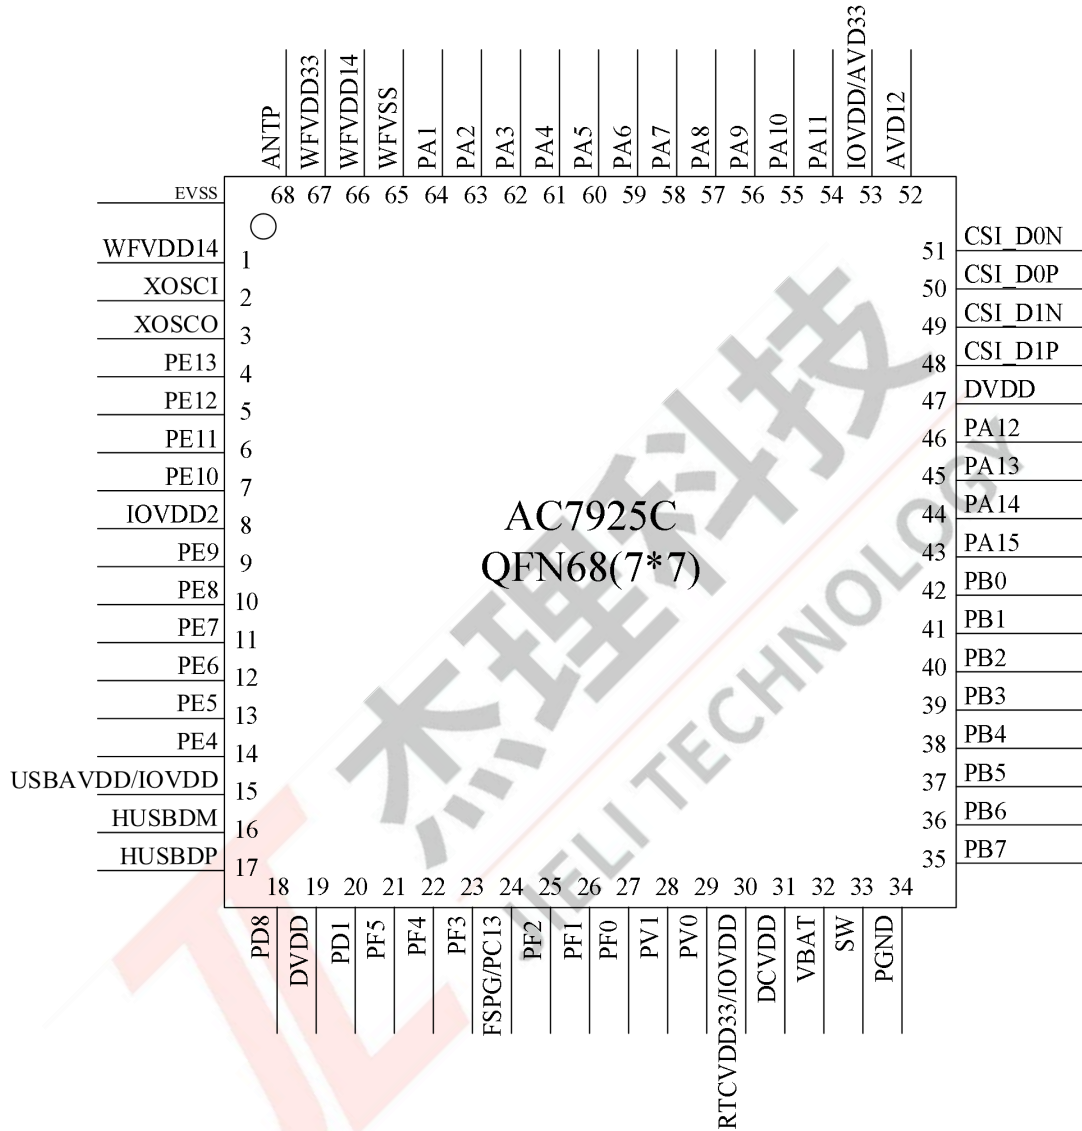 ANTP
WFVDD33
WFVDD14
WFVSS
PA1
PA2
PA3
PA4
PA5
PA6
PA7
PA8
PA9
PA10
PA11
IOVDD/AVD33
AVD12
68 67 66 65 64 63 62 61 60 59 58 57 56 55 54 53 52
EVSS
WFVDD14 1
XOSCI 2
XOSCO 3
PE13 4
PE12 5
PE11 6
PE10 7
IOVDD2 8
PE9 9
PE8 10
PE7 11
PE6 12
PE5 13
PE4 14
USBAVDD/IOVDD 15
HUSBDM 16
HUSBDP 17
AC7925C
QFN68(7*7)
51 CSI_D0N
50 CSI_D0P
49 CSI_D1N
48 CSI_D1P
47 DVDD
46 PA12
45 PA13
44 PA14
43 PA15
42 PB0
41 PB1
40 PB2
39 PB3
38 PB4
37 PB5
36 PB6
35 PB7
18 19 20 21 22 23 24 25 26 27 28 29 30 31 32 33 34
PD8
DVDD
PD1
PF5
PF4
PF3
FSPG/PC13
PF2
PF1
PF0
PV1
PV0
RTCVDD33/IOVDD
DCVDD
VBAT
SW
PGND
杰理科技
JIELI TECHNOLOGY